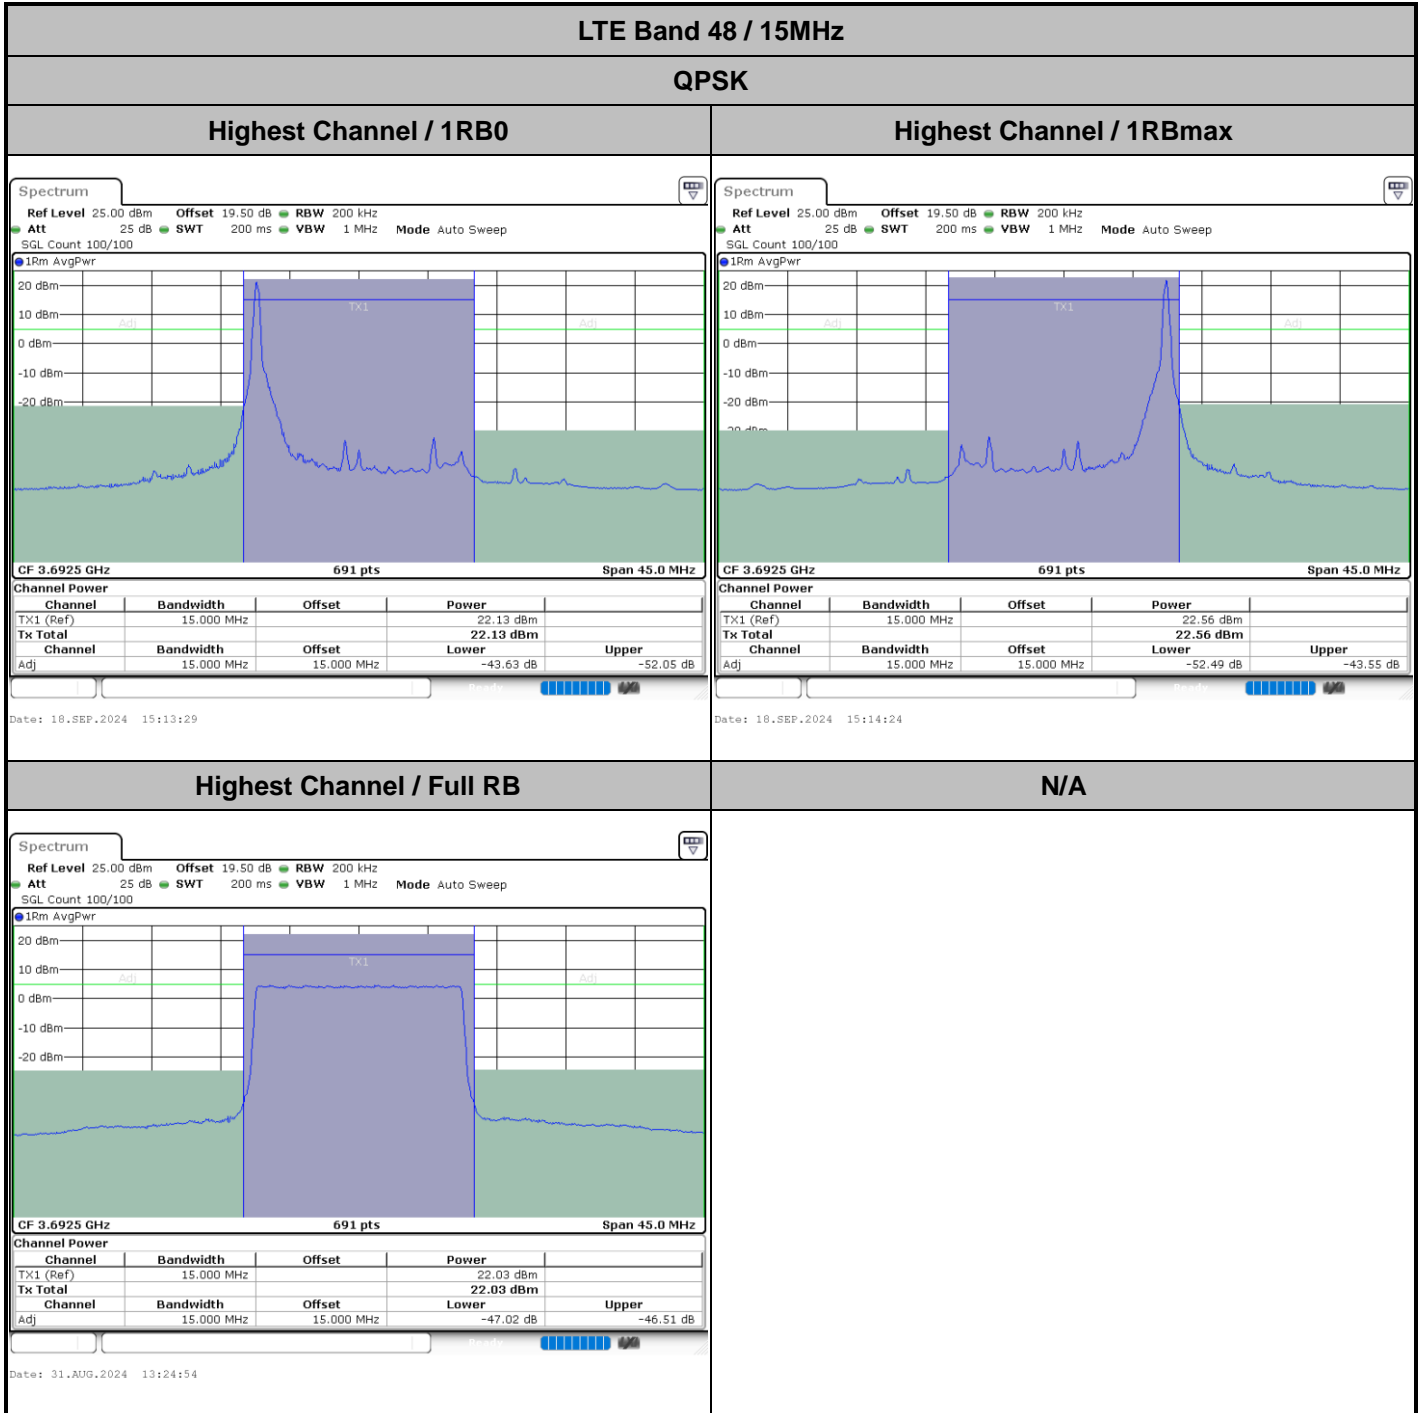 LTE Band 48 / 15MHz
QPSK
Highest Channel / 1RB0
Highest Channel / 1RBmax
Spectrum
Ref Level 25.00 dBm Offset 19.50 dB RBW 200 kHz
Att 25 dB SWT 200 ms VBW 1 MHz Mode Auto Sweep
SGL Count 100/100
1Rm AvgPwr
20 dBm
TX1
10 dBm
Adj Adj
0 dBm
-10 dBm
-20 dBm
CF 3.6925 GHz 691 pts Span 45.0 MHz
Channel Power
Channel Bandwidth Offset Power
TX1 (Ref) 15.000 MHz 22.13 dBm
Tx Total 22.13 dBm
Channel Bandwidth Offset Lower Upper
Adj 15.000 MHz 15.000 MHz -43.63 dB -52.05 dB
Date: 18.SEP.2024 15:13:29
Spectrum
Ref Level 25.00 dBm Offset 19.50 dB RBW 200 kHz
Att 25 dB SWT 200 ms VBW 1 MHz Mode Auto Sweep
SGL Count 100/100
1Rm AvgPwr
20 dBm
TX1
10 dBm
Adj Adj
0 dBm
-10 dBm
-20 dBm
CF 3.6925 GHz 691 pts Span 45.0 MHz
Channel Power
Channel Bandwidth Offset Power
TX1 (Ref) 15.000 MHz 22.56 dBm
Tx Total 22.56 dBm
Channel Bandwidth Offset Lower Upper
Adj 15.000 MHz 15.000 MHz -52.49 dB -43.55 dB
Date: 18.SEP.2024 15:14:24
Highest Channel / Full RB
N/A
Spectrum
Ref Level 25.00 dBm Offset 19.50 dB RBW 200 kHz
Att 25 dB SWT 200 ms VBW 1 MHz Mode Auto Sweep
SGL Count 100/100
1Rm AvgPwr
20 dBm
TX1
10 dBm
Adj Adj
0 dBm
-10 dBm
-20 dBm
CF 3.6925 GHz 691 pts Span 45.0 MHz
Channel Power
Channel Bandwidth Offset Power
TX1 (Ref) 15.000 MHz 22.03 dBm
Tx Total 22.03 dBm
Channel Bandwidth Offset Lower Upper
Adj 15.000 MHz 15.000 MHz -47.02 dB -46.51 dB
Date: 31.AUG.2024 13:24:54